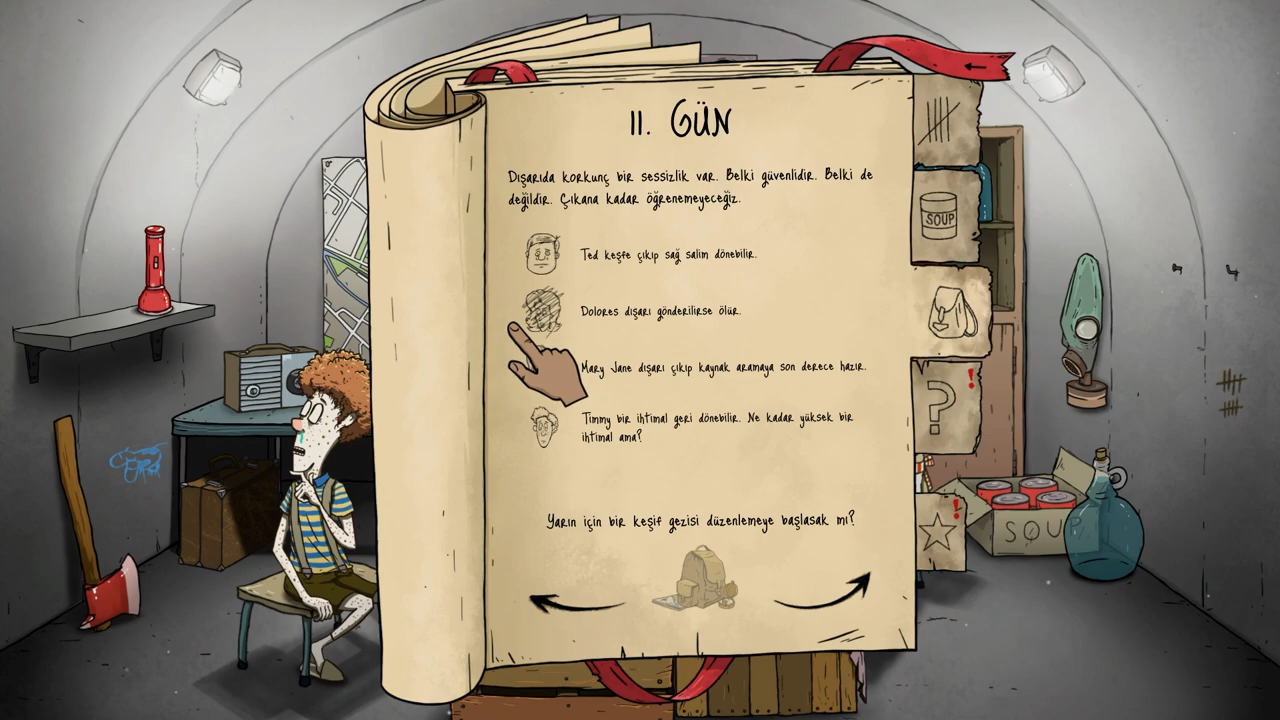 11. GÜN
Dışarıda korkunç bir sessizlik var. Belki güvenlidir. Belki de
değildir. Çıkana kadar öğrenemeyeceğiz.
Ted keşfe çıkıp sağ salim dönebilir.
Dolores dışarı gönderilirse ölür.
Mary Jane dışarı çıkıp kaynak aramaya son derece hazır.
Timmy bir ihtimal geri dönebilir. Ne kadar yüksek bir
ihtimal ama?
Yarın için bir keşif gezisi düzenlemeye başlasak mı?
SOUP
?
!
!
SOUP